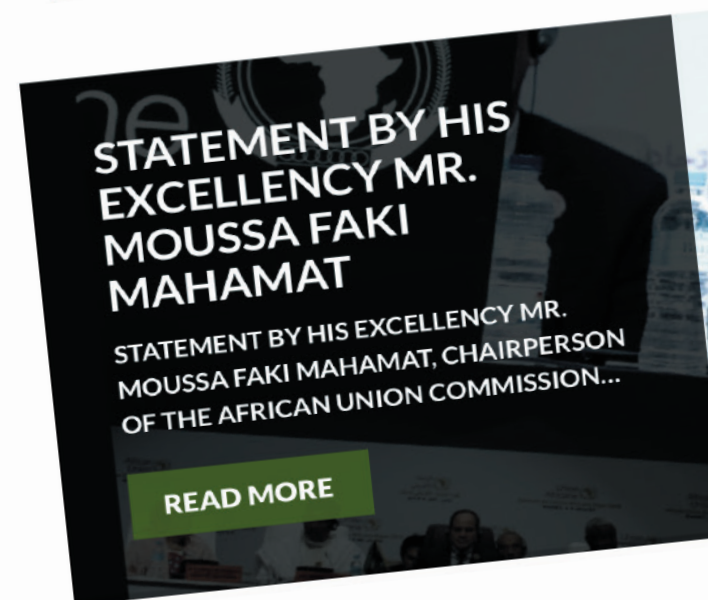 STATEMENT BY HIS
EXCELLENCY MR.
MOUSSA FAKI
MAHAMAT
STATEMENT BY HIS EXCELLENCY MR.
MOUSSA FAKI MAHAMAT, CHAIRPERSON
OF THE AFRICAN UNION COMMISSION...
READ MORE